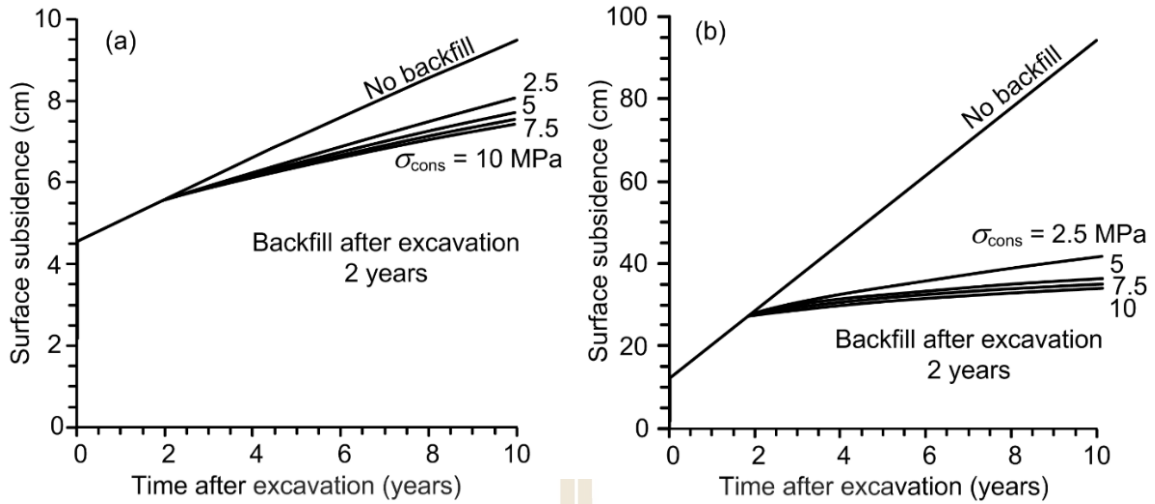 (a)
Surface subsidence (cm)
10
8
6
4
2
0
No backfill
2.5
5
7.5
σcons = 10 MPa
Backfill after excavation
2 years
0 2 4 6 8 10
Time after excavation (years)
(b)
Surface subsidence (cm)
100
80
60
40
20
0
No backfill
σcons = 2.5 MPa
5
7.5
10
Backfill after excavation
2 years
0 2 4 6 8 10
Time after excavation (years)